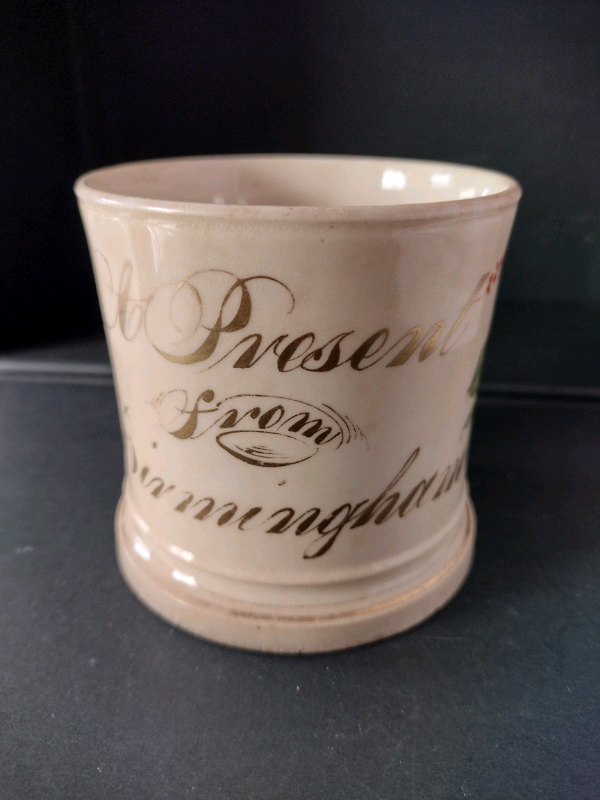 A Present
From
Birmingham